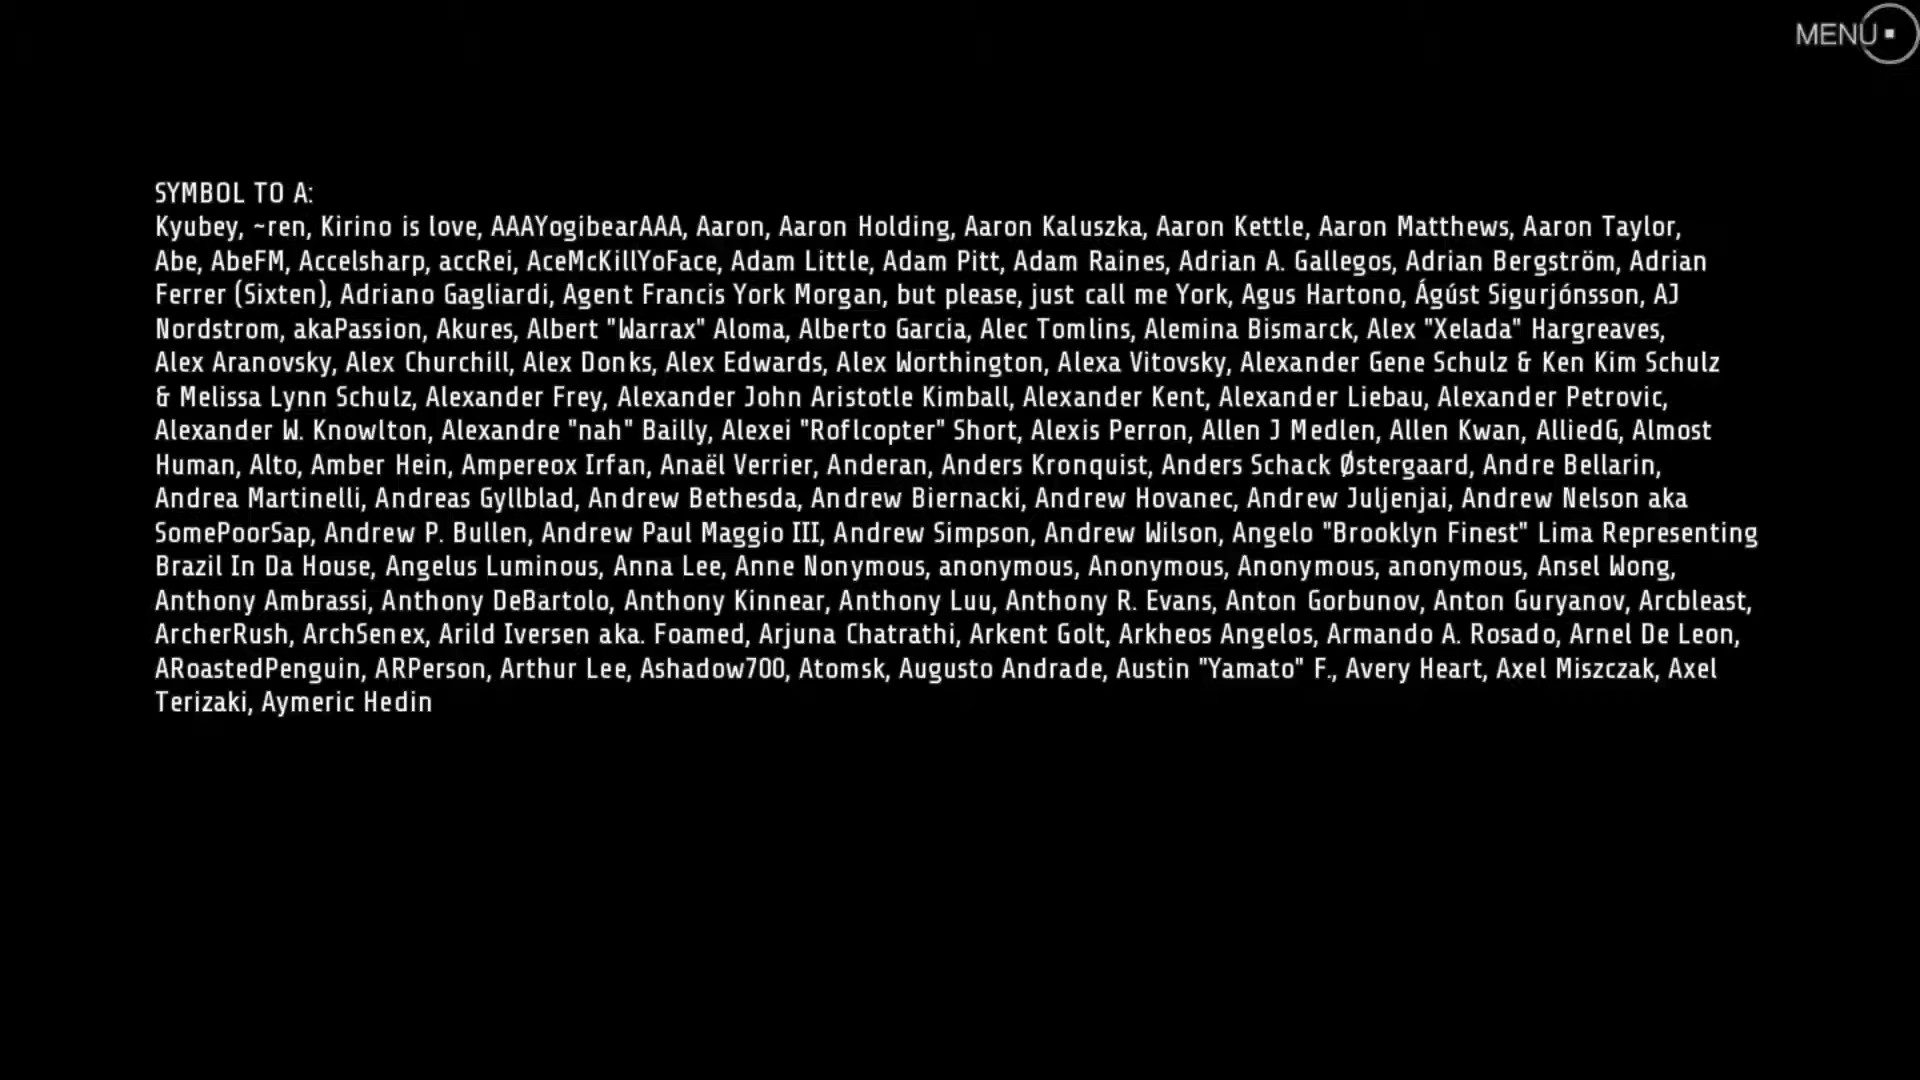 MENU
SYMBOL TO A:
Kyubey, ~ren, Kirino is love, AAAYogibearAAA, Aaron, Aaron Holding, Aaron Kaluszka, Aaron Kettle, Aaron Matthews, Aaron Taylor,
Abe, AbeFM, Accelsharp, accRei, AceMcKillYoFace, Adam Little, Adam Pitt, Adam Raines, Adrian A. Gallegos, Adrian Bergström, Adrian
Ferrer (Sixten), Adriano Gagliardi, Agent Francis York Morgan, but please, just call me York, Agus Hartono, Ágúst Sigurjónsson, AJ
Nordstrom, akaPassion, Akures, Albert "Warrax" Aloma, Alberto Garcia, Alec Tomlins, Alemina Bismarck, Alex "Xelada" Hargreaves,
Alex Aranovsky, Alex Churchill, Alex Donks, Alex Edwards, Alex Worthington, Alexa Vitovsky, Alexander Gene Schulz & Ken Kim Schulz
& Melissa Lynn Schulz, Alexander Frey, Alexander John Aristotle Kimball, Alexander Kent, Alexander Liebau, Alexander Petrovic,
Alexander W. Knowlton, Alexandre "nah" Bailly, Alexei "Roflcopter" Short, Alexis Perron, Allen J Medlen, Allen Kwan, AlliedG, Almost
Human, Alto, Amber Hein, Ampereox Irfan, Anaël Verrier, Anderan, Anders Kronquist, Anders Schack Østergaard, Andre Bellarin,
Andrea Martinelli, Andreas Gyllblad, Andrew Bethesda, Andrew Biernacki, Andrew Hovanec, Andrew Juljenjai, Andrew Nelson aka
SomePoorSap, Andrew P. Bullen, Andrew Paul Maggio III, Andrew Simpson, Andrew Wilson, Angelo "Brooklyn Finest" Lima Representing
Brazil In Da House, Angelus Luminous, Anna Lee, Anne Nonymous, anonymous, Anonymous, Anonymous, anonymous, Ansel Wong,
Anthony Ambrassi, Anthony DeBartolo, Anthony Kinnear, Anthony Luu, Anthony R. Evans, Anton Gorbunov, Anton Guryanov, Arcbleast,
ArcherRush, ArchSenex, Arild Iversen aka. Foamed, Arjuna Chatrathi, Arkent Golt, Arkheos Angelos, Armando A. Rosado, Arnel De Leon,
ARoastedPenguin, ARPerson, Arthur Lee, Ashadow700, Atomsk, Augusto Andrade, Austin "Yamato" F., Avery Heart, Axel Miszczak, Axel
Terizaki, Aymeric Hedin